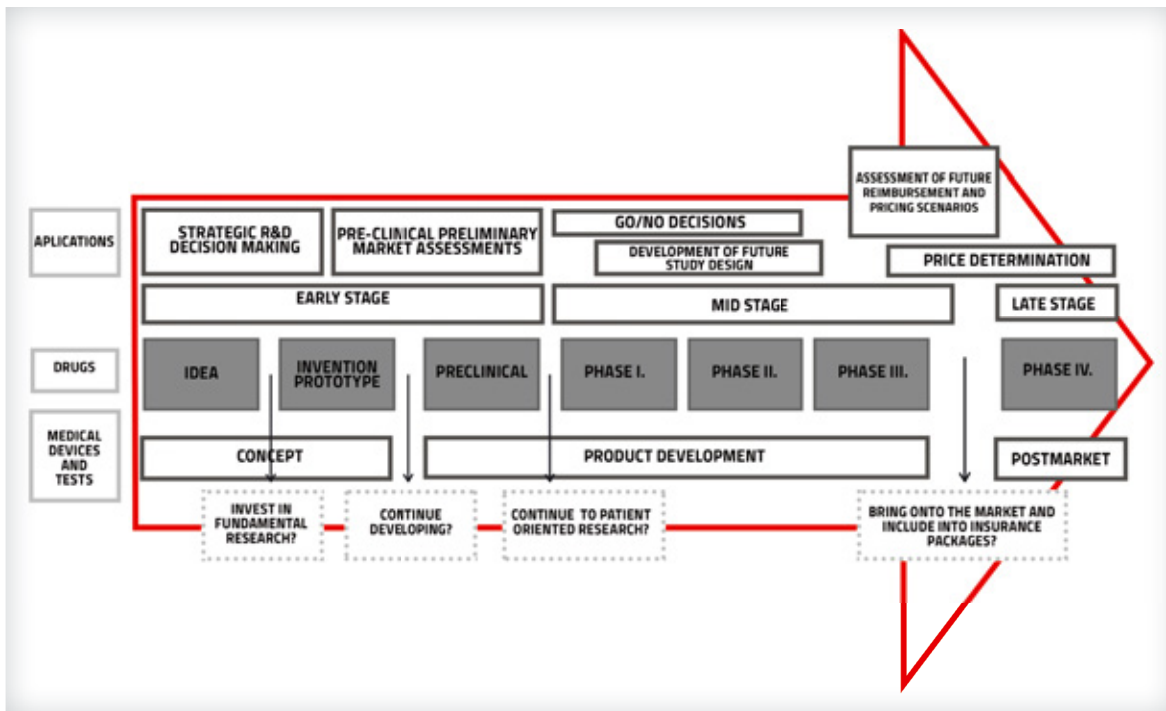 ASSESSMENT OF FUTURE
REIMBURSEMENT AND
PRICING SCENARIOS
APLICATIONS
STRATEGIC R&D
DECISION MAKING
PRE-CLINICAL PRELIMINARY
MARKET ASSESSMENTS
GO/NO DECISIONS
DEVELOPMENT OF FUTURE
STUDY DESIGN
PRICE DETERMINATION
EARLY STAGE
MID STAGE
LATE STAGE
DRUGS
IDEA
INVENTION
PROTOTYPE
PRECLINICAL
PHASE I.
PHASE II.
PHASE III.
PHASE IV.
MEDICAL
DEVICES
AND
TESTS
CONCEPT
PRODUCT DEVELOPMENT
POSTMARKET
INVEST IN
FUNDAMENTAL
RESEARCH?
CONTINUE
DEVELOPING?
CONTINUE TO PATIENT
ORIENTED RESEARCH?
BRING ONTO THE MARKET AND
INCLUDE INTO INSURANCE
PACKAGES?